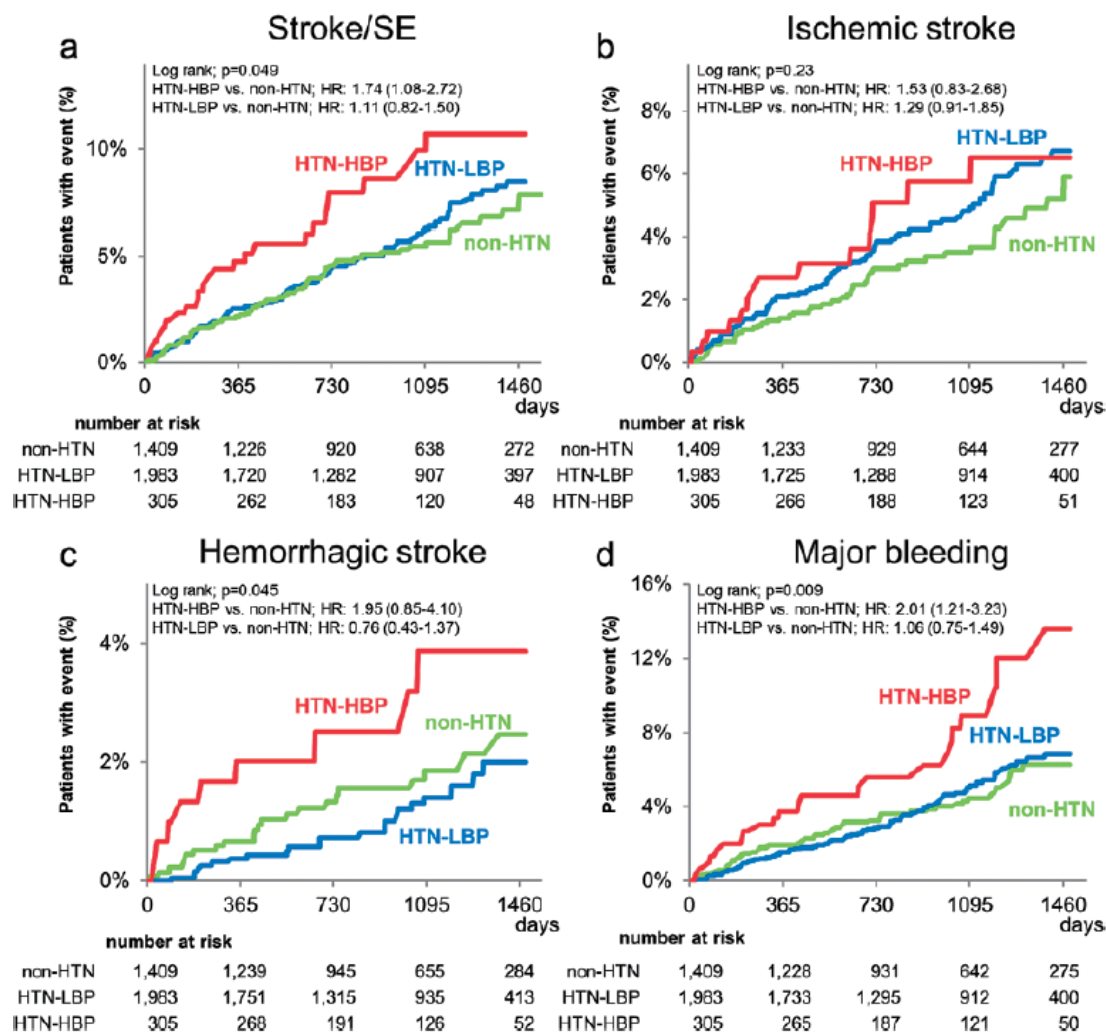 a
Stroke/SE
Log rank; p=0.049
HTN-HBP vs. non-HTN; HR: 1.74 (1.08-2.72)
HTN-LBP vs. non-HTN; HR: 1.11 (0.82-1.50)
Patients with event (%)
10%
5%
0%
HTN-HBP
HTN-LBP
non-HTN
0 365 730 1095 1460
days
number at risk
non-HTN 1,409 1,226 920 638 272
HTN-LBP 1,983 1,720 1,282 907 397
HTN-HBP 305 262 183 120 48
b
Ischemic stroke
Log rank; p=0.23
HTN-HBP vs. non-HTN; HR: 1.53 (0.83-2.68)
HTN-LBP vs. non-HTN; HR: 1.29 (0.91-1.85)
Patients with event (%)
8%
6%
4%
2%
0%
HTN-LBP
HTN-HBP
non-HTN
0 365 730 1095 1460
days
number at risk
non-HTN 1,409 1,233 929 644 277
HTN-LBP 1,983 1,725 1,288 914 400
HTN-HBP 305 266 188 123 51
c
Hemorrhagic stroke
Log rank; p=0.045
HTN-HBP vs. non-HTN; HR: 1.95 (0.85-4.10)
HTN-LBP vs. non-HTN; HR: 0.76 (0.43-1.37)
Patients with event (%)
4%
2%
0%
HTN-HBP
non-HTN
HTN-LBP
0 365 730 1095 1460
days
number at risk
non-HTN 1,409 1,239 945 655 284
HTN-LBP 1,983 1,751 1,315 935 413
HTN-HBP 305 268 191 126 52
d
Major bleeding
Log rank; p=0.009
HTN-HBP vs. non-HTN; HR: 2.01 (1.21-3.23)
HTN-LBP vs. non-HTN; HR: 1.06 (0.75-1.49)
Patients with event (%)
16%
12%
8%
4%
0%
HTN-HBP
HTN-LBP
non-HTN
0 365 730 1095 1460
days
number at risk
non-HTN 1,409 1,228 931 642 275
HTN-LBP 1,983 1,733 1,295 912 400
HTN-HBP 305 265 187 121 50